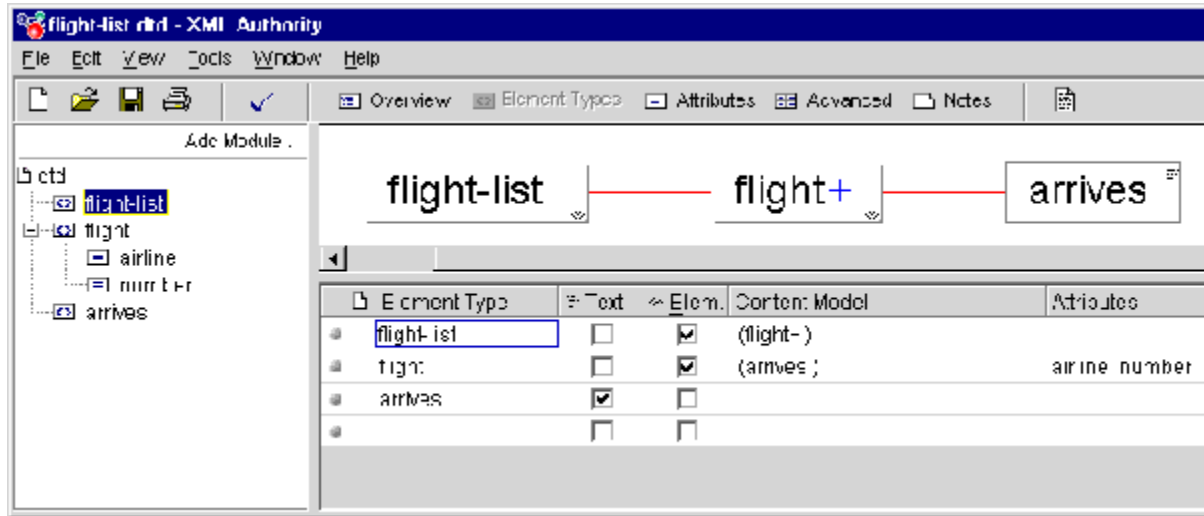 flight-list dtd - XML Authority
File Edit View Tools Window Help
Overview Element Types Attributes Advanced Notes
Add Module .
dtd
flight-list
flight
airline
number
arrives
flight-list flight+ arrives
Element Type Text Elem. Content Model Attributes
flight-list (flight+)
flight (arrives) airline number
arrives